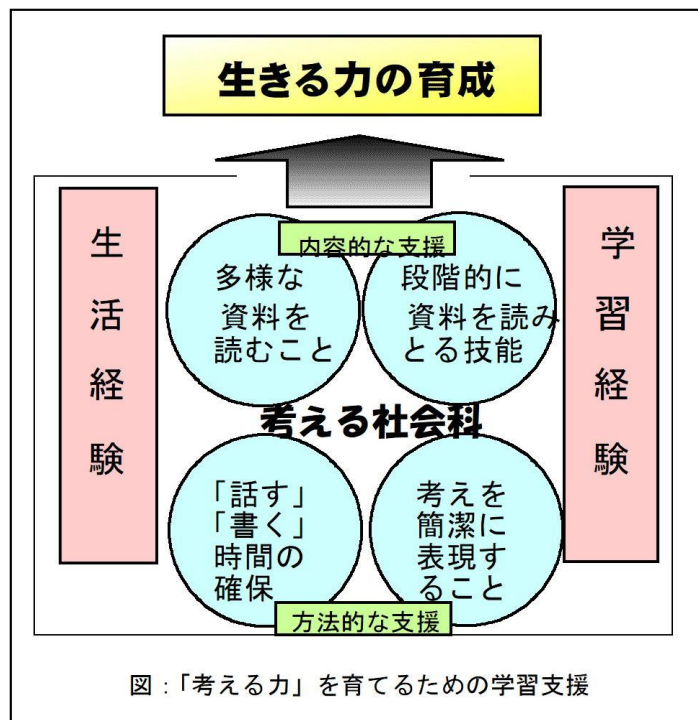 生きる力の育成
生活経験
内容的な支援
多様な
資料を
読むこと
段階的に
資料を読み
とる技能
学習経験
考える社会科
「話す」
「書く」
時間の
確保
考えを
簡潔に
表現す
ること
方法的な支援
図：「考える力」を育てるための学習支援